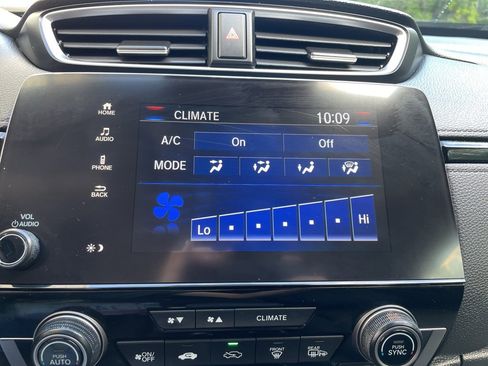 HOME
AUDIO
PHONE
BACK
VOL
AUDIO
CLIMATE 10:09
A/C On Off
MODE
Lo Hi
CLIMATE
PUSH
AUTO
ON/
OFF
FRONT
REAR
PUSH
SYNC